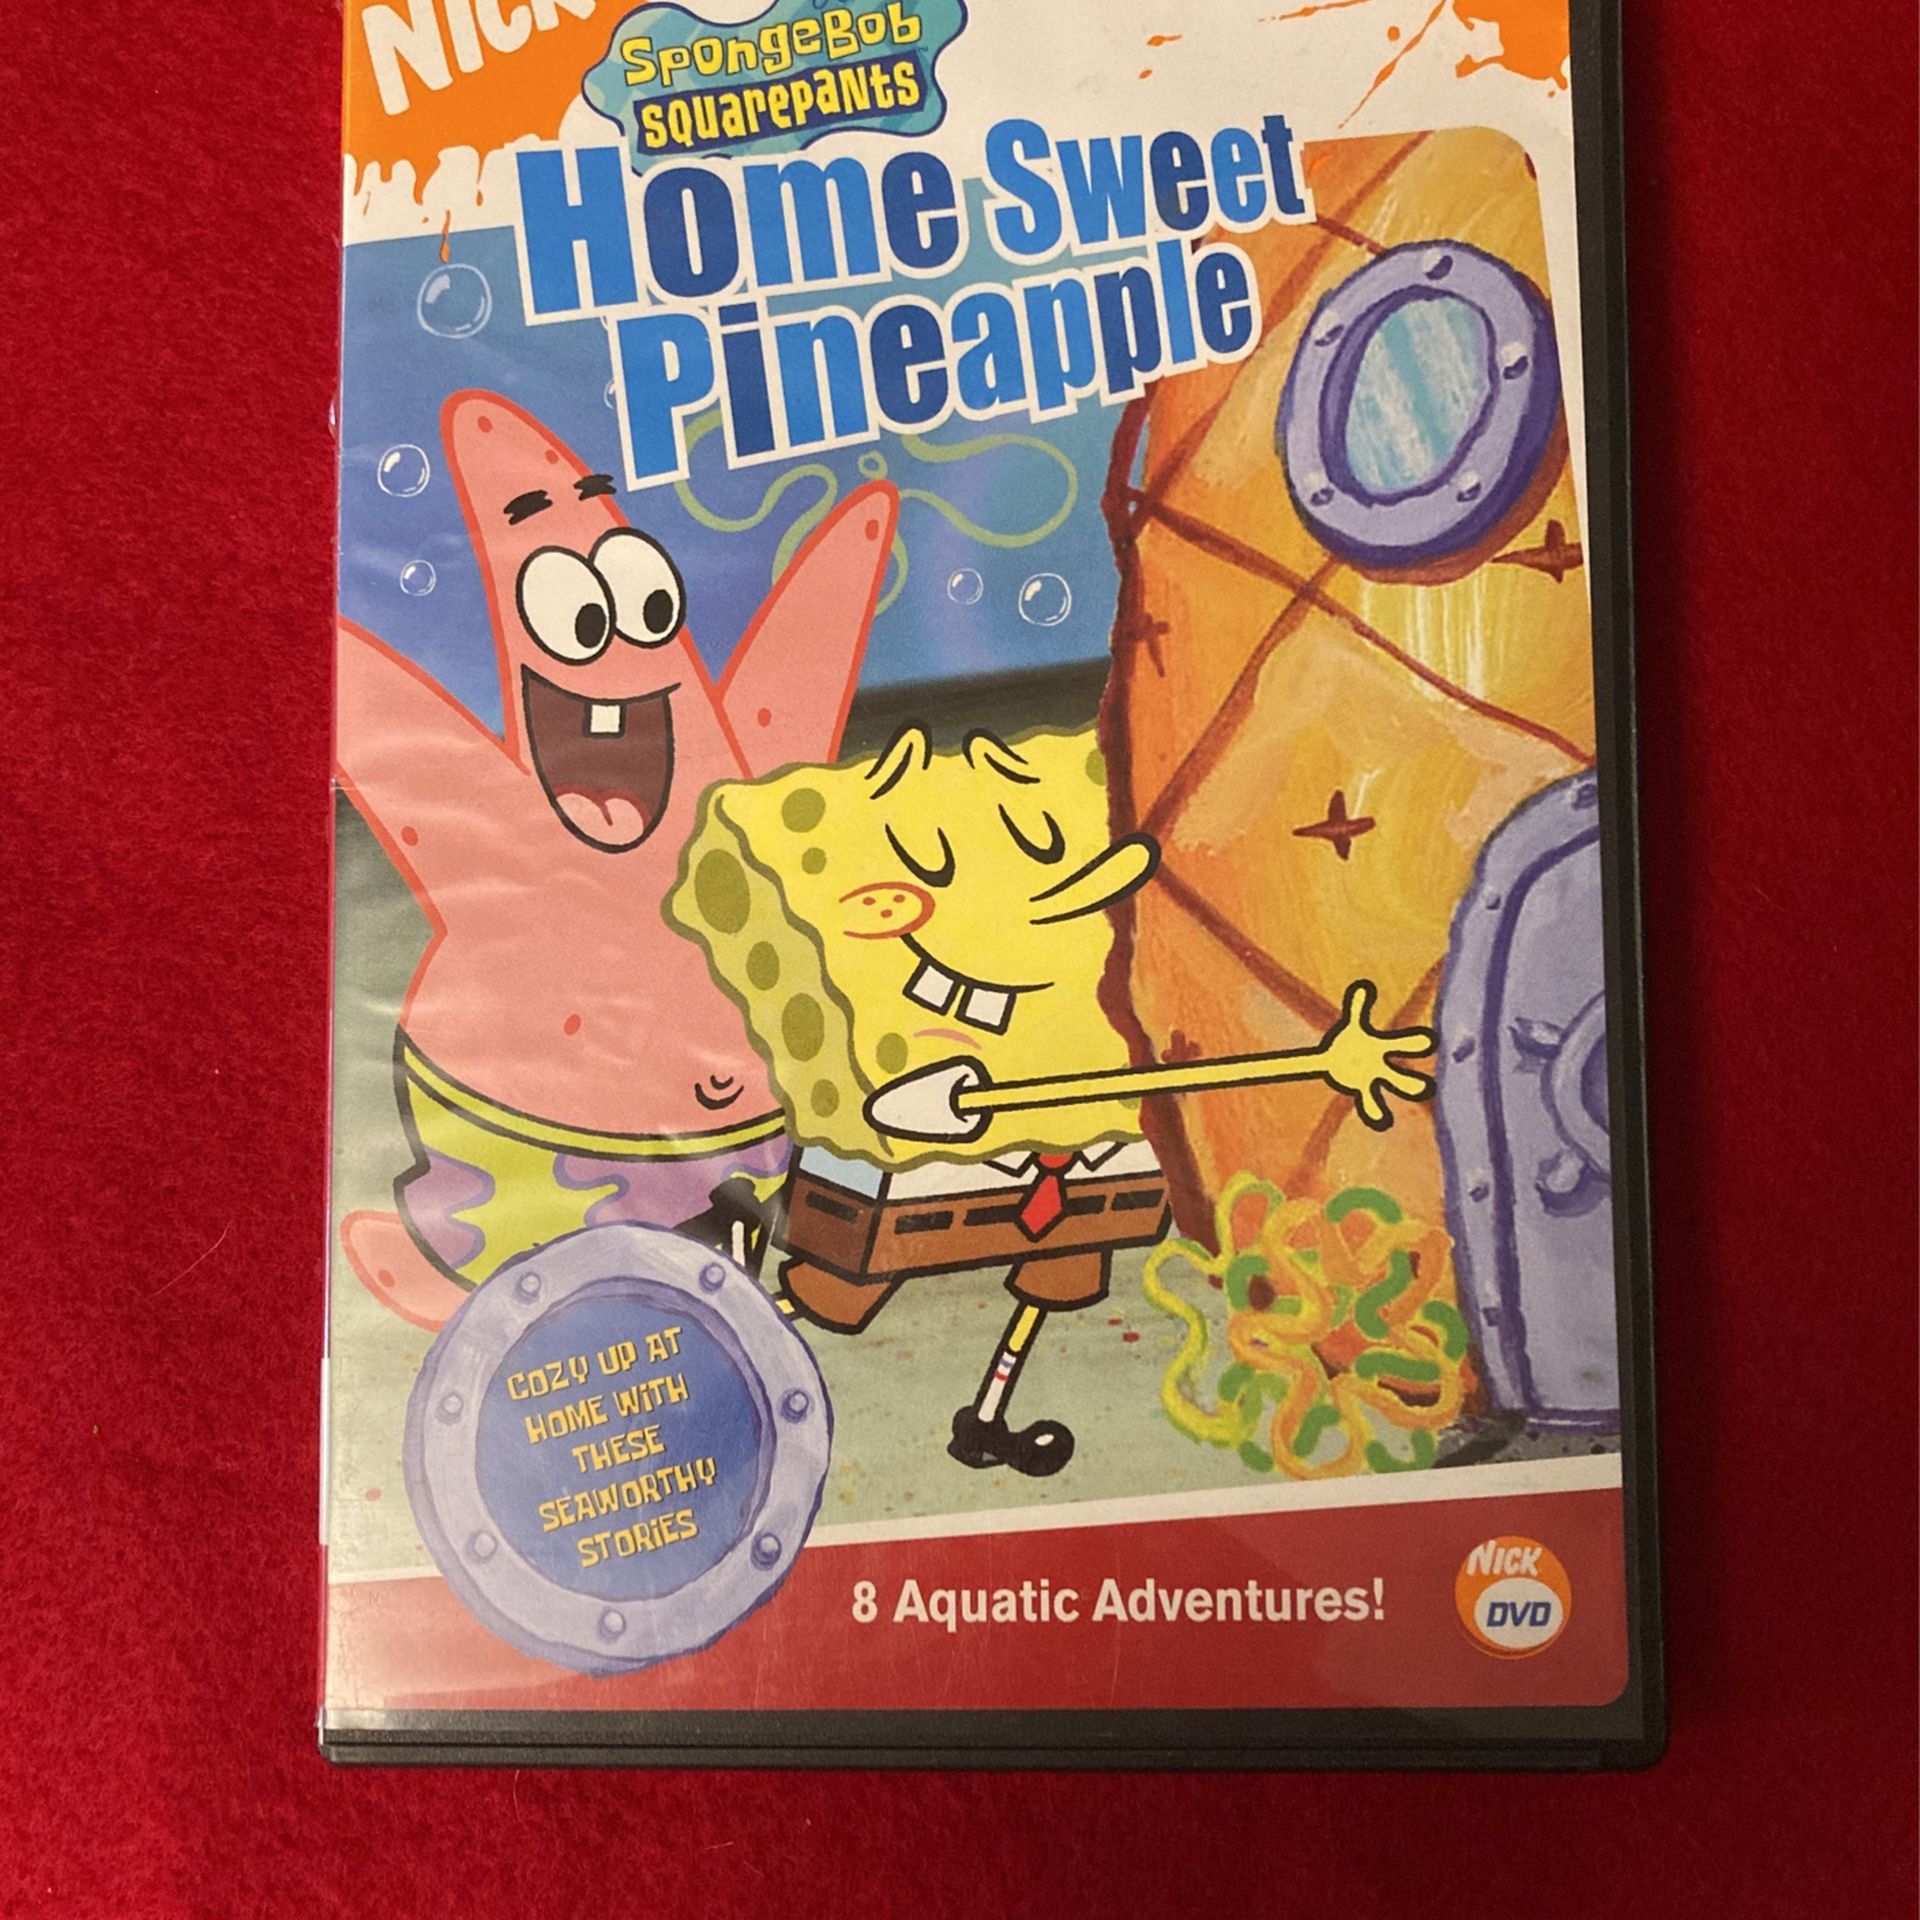 NICK
SpongeBob
SquarePants
Home Sweet
Pineapple
COZY UP AT
HOME WITH
THESE
SEAWORTHY
STORIES
8 Aquatic Adventures!
NICK
DVD